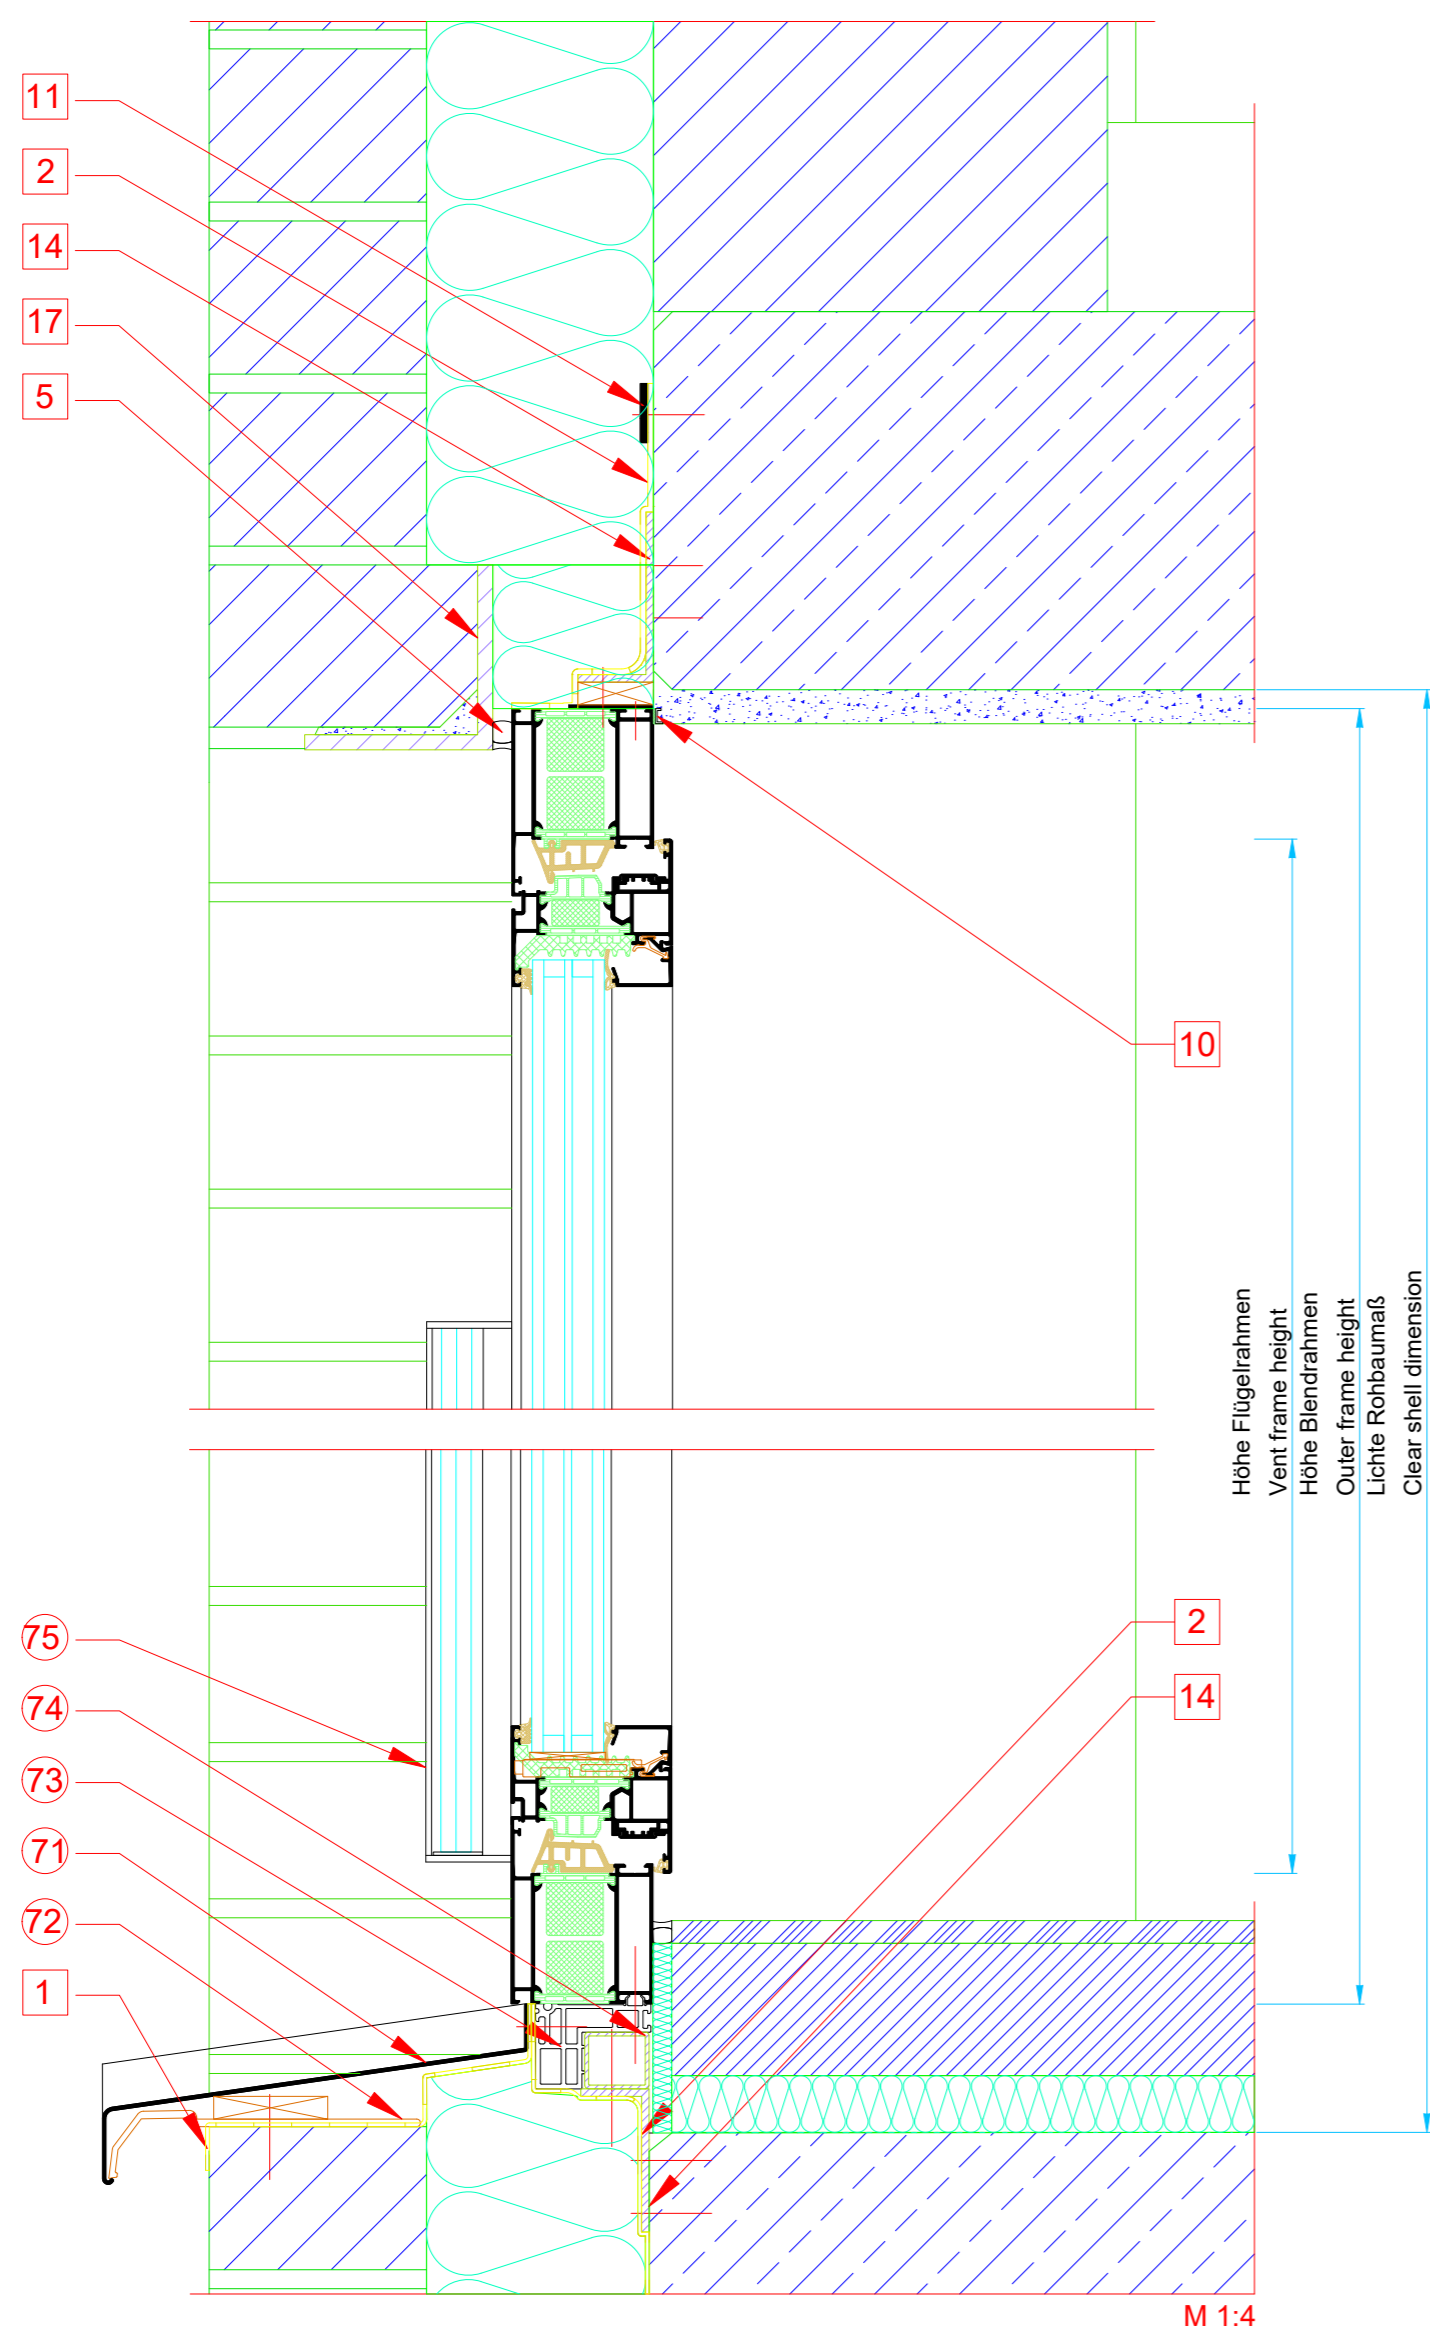 11
2
14
17
5
10
Höhe Flügelrahmen
Vent frame height
Höhe Blendrahmen
Outer frame height
Lichte Rohbaumaß
Clear shell dimension
75
74
73
71
72
1
2
14
M 1:4